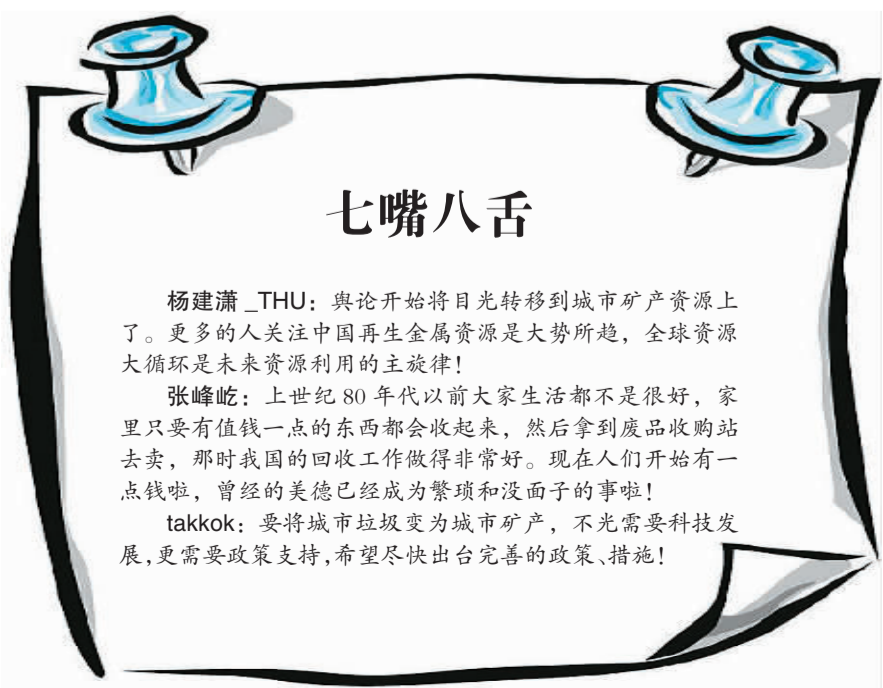 七嘴八舌
杨建潇_THU：舆论开始将目光转移到城市矿产资源上
了。更多的人关注中国再生金属资源是大势所趋，全球资源
大循环是未来资源利用的主旋律！
张峰屹：上世纪80年代以前大家生活都不是很好，家
里只要有值钱一点的东西都会收起来，然后拿到废品收购站
去卖，那时我国的回收工作做得非常好。现在人们开始有一
点钱啦，曾经的美德已经成为繁琐和没面子的事啦！
takkok：要将城市垃圾变为城市矿产，不光需要科技发
展，更需要政策支持，希望尽快出台完善的政策、措施！